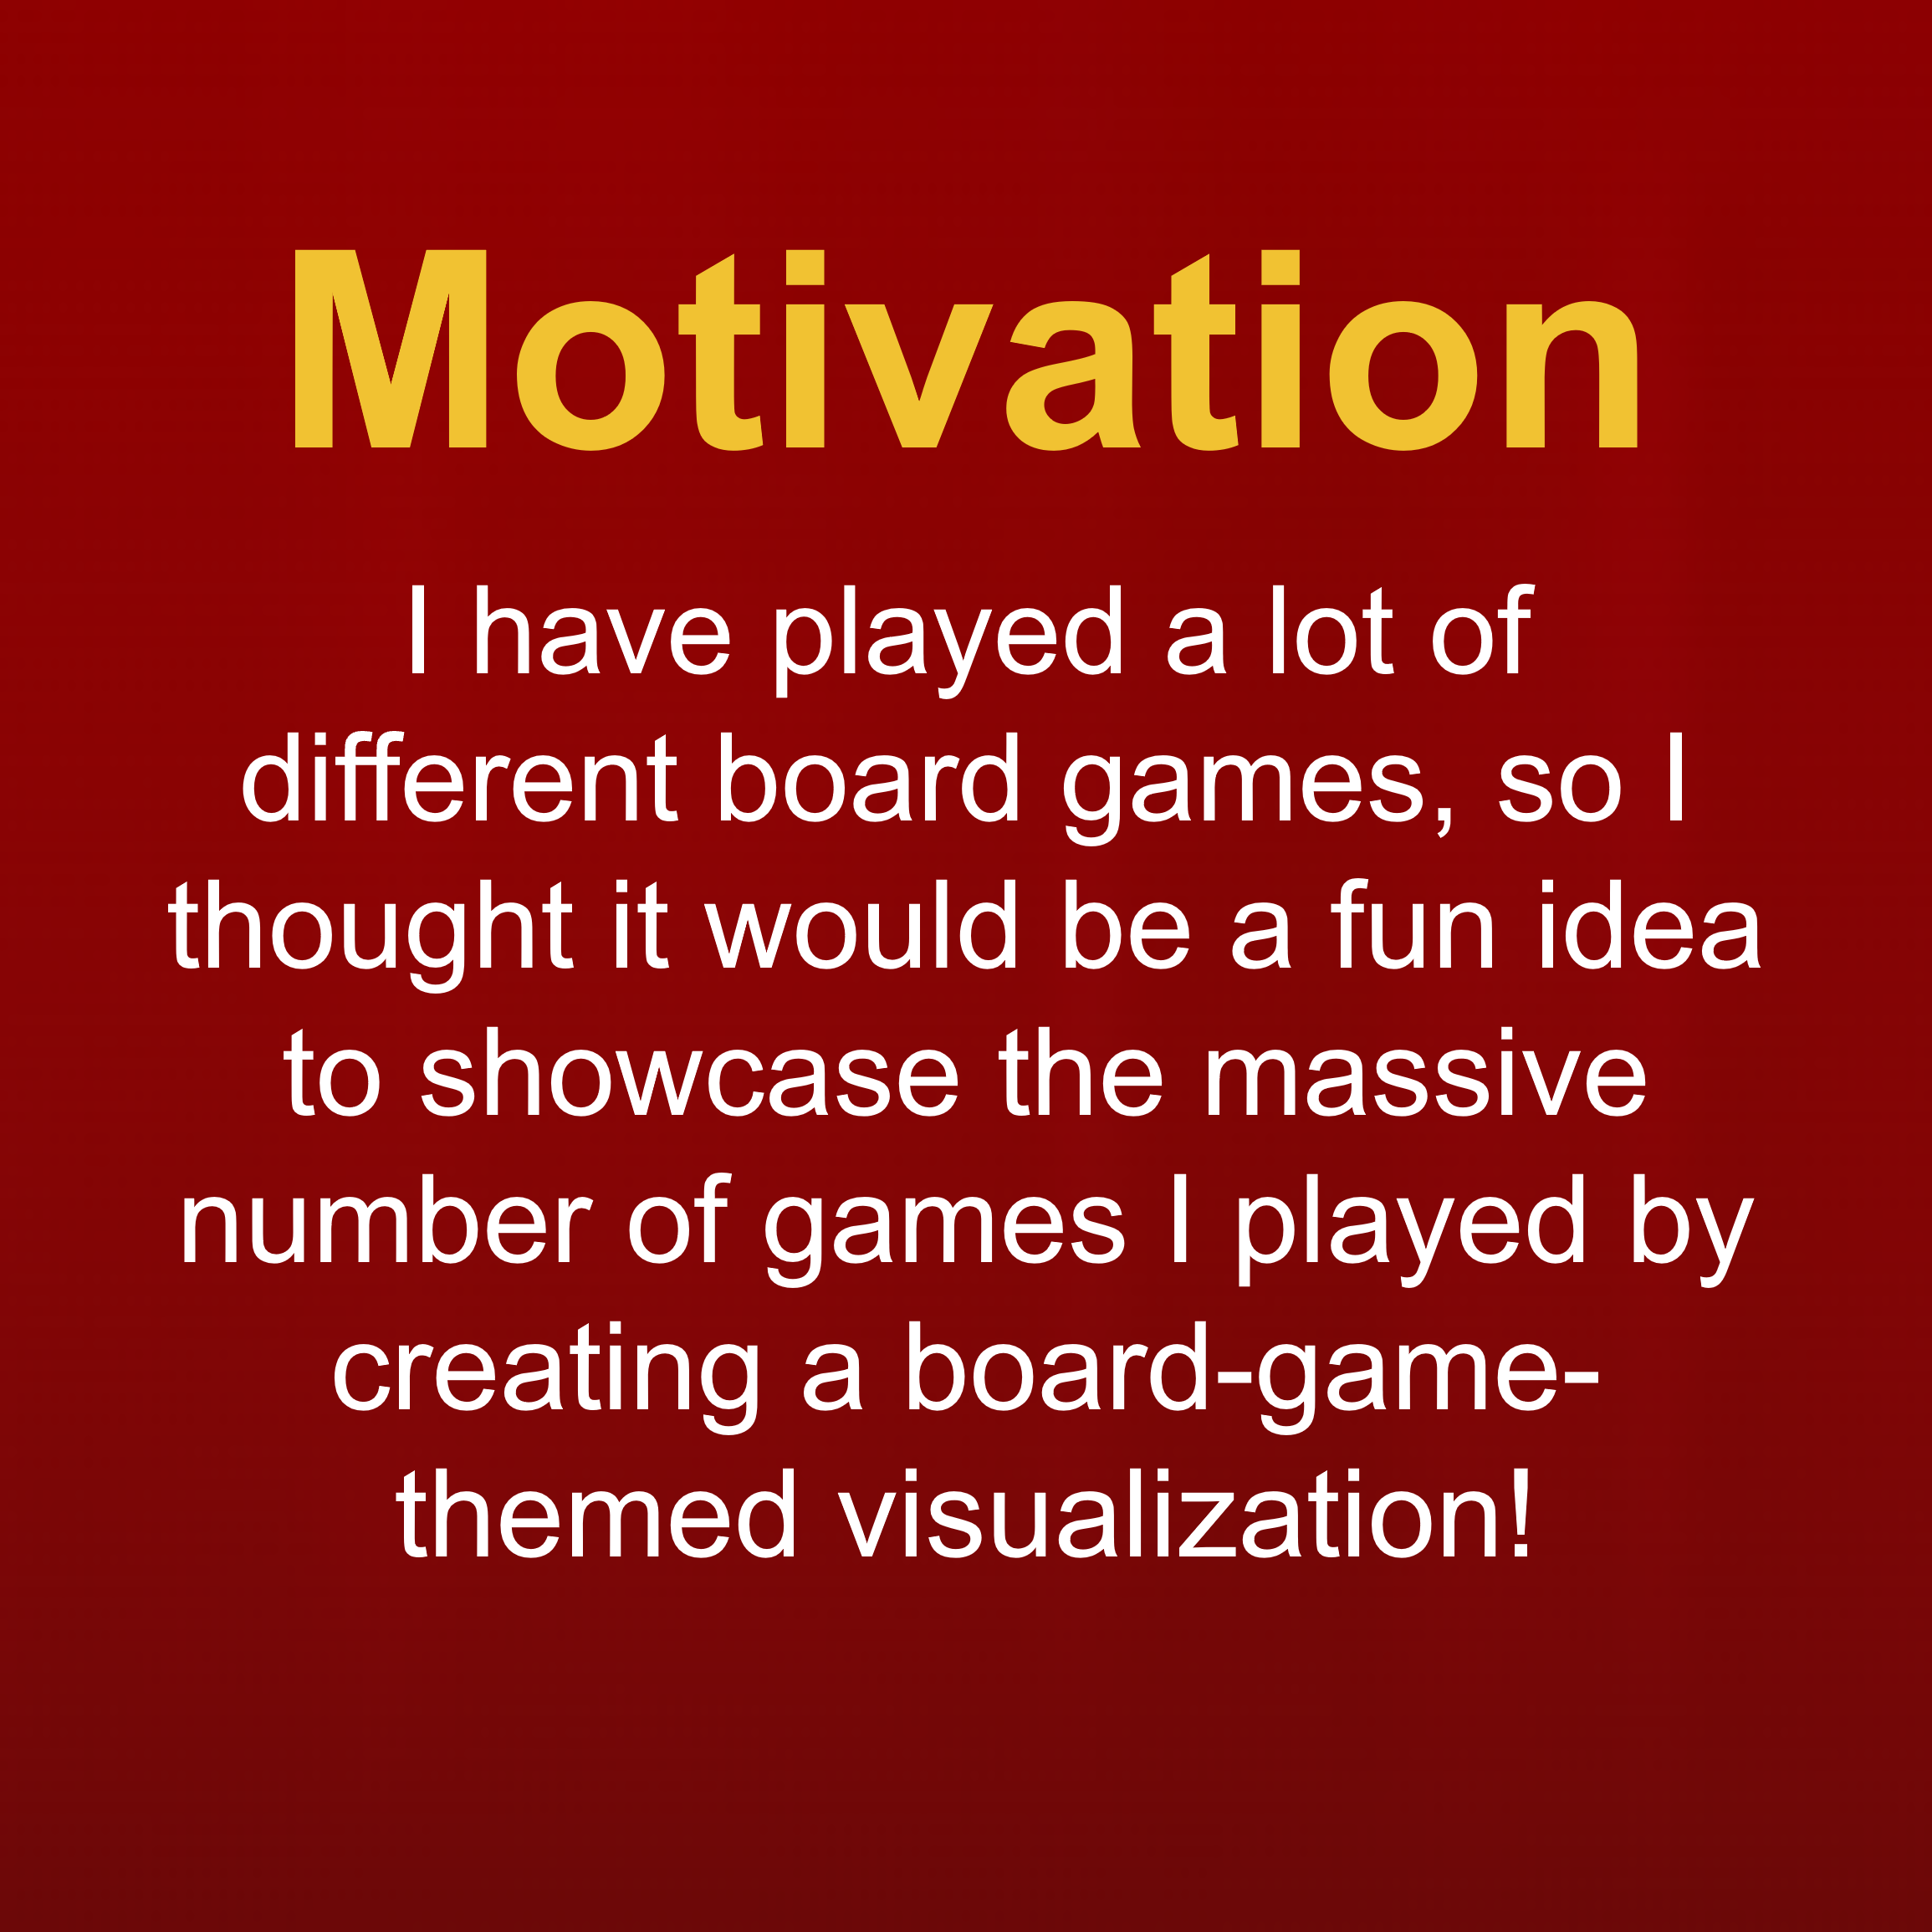 Motivation
I have played a lot of
different board games, so I
thought it would be a fun idea
to showcase the massive
number of games I played by
creating a board-game-
themed visualization!